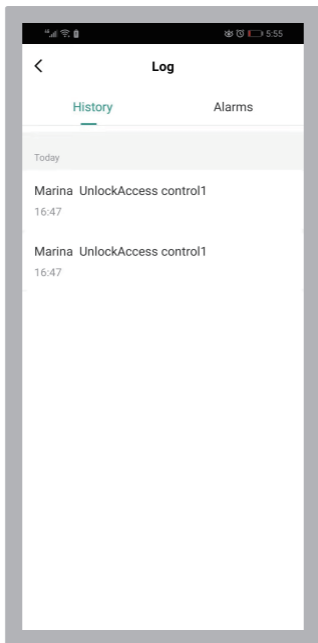 5:55
Log
History Alarms
Today
Marina UnlockAccess control1
16:47
Marina UnlockAccess control1
16:47